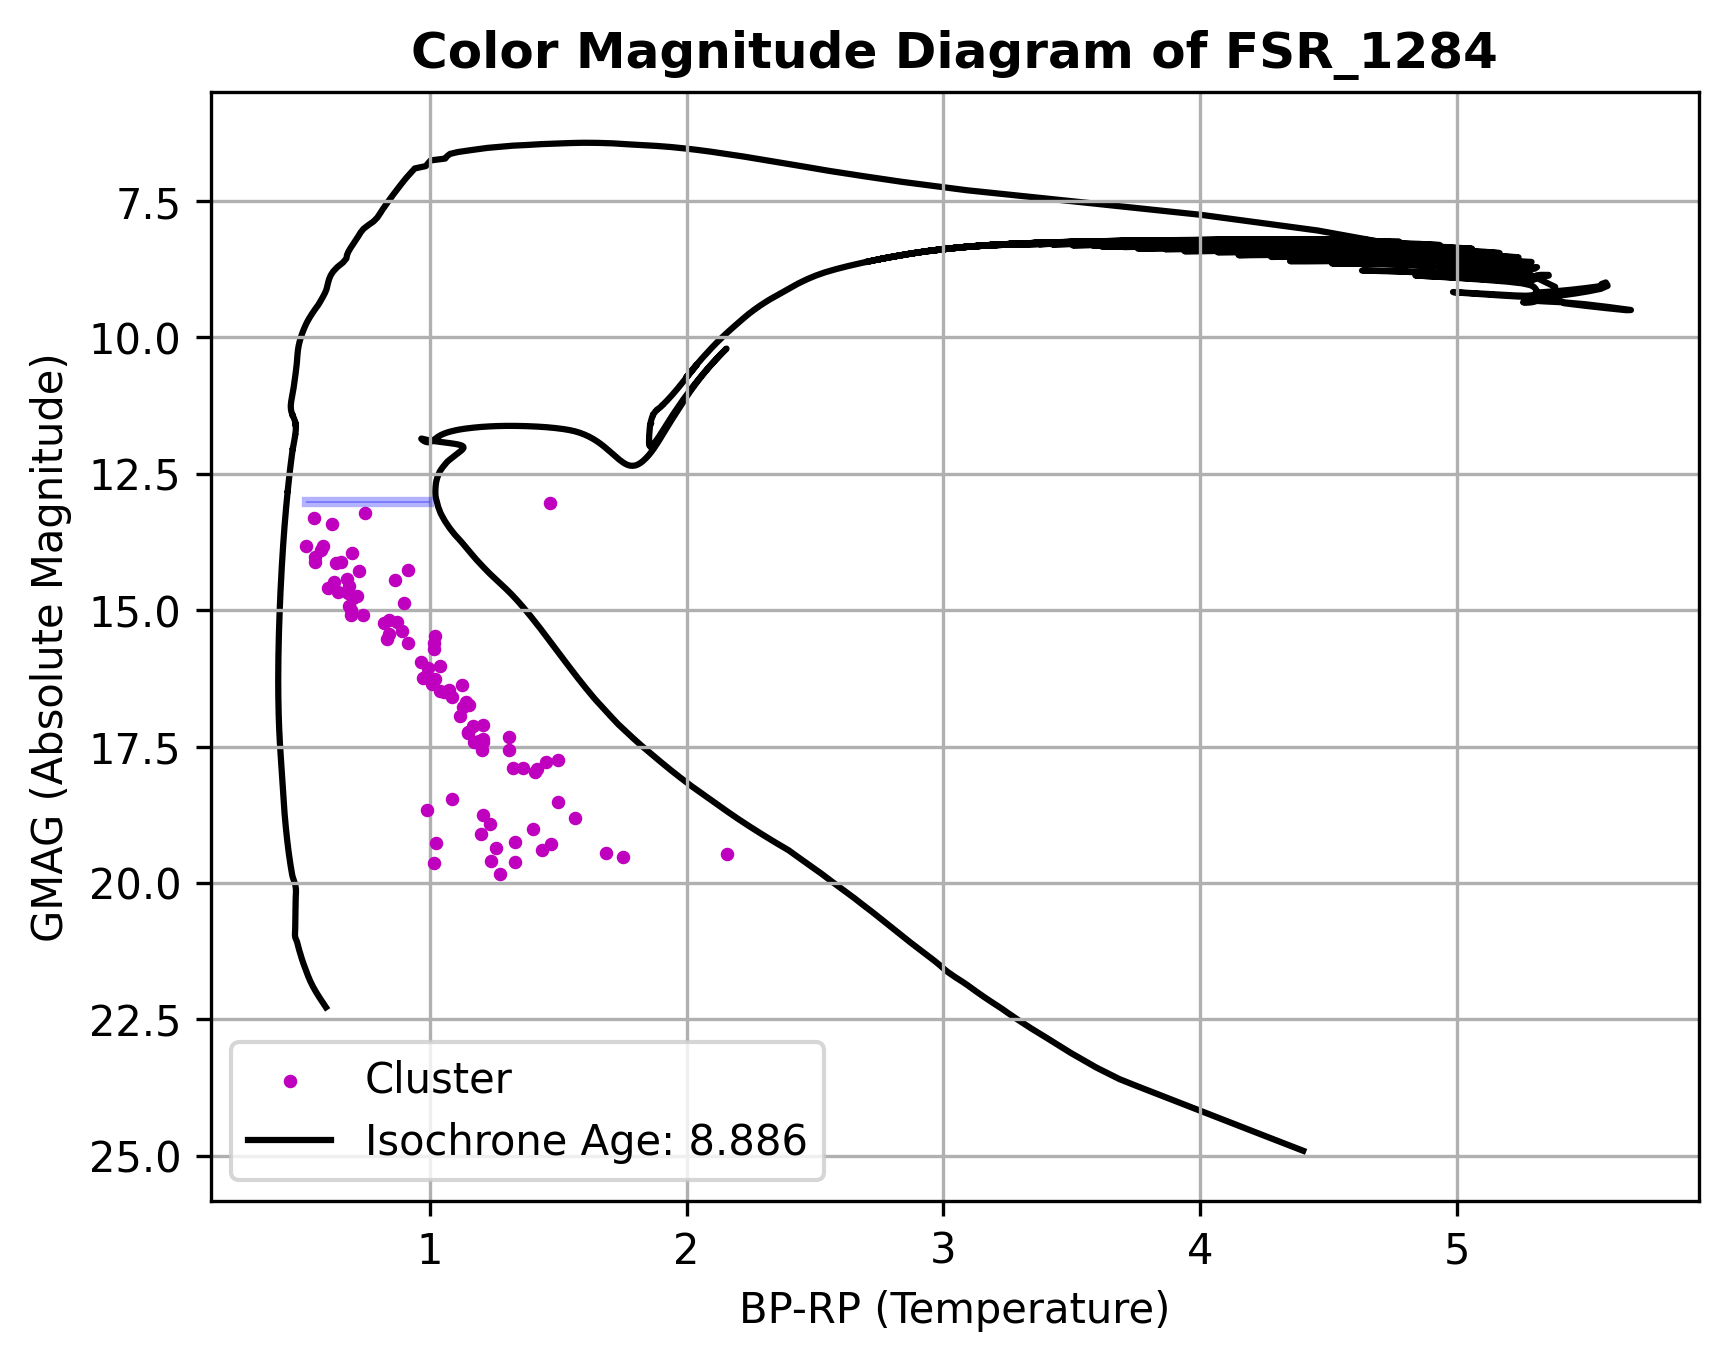 Color Magnitude Diagram of FSR_1284
GMAG (Absolute Magnitude)
7.5
10.0
12.5
15.0
17.5
20.0
22.5
25.0
Cluster
Isochrone Age: 8.886
1 2 3 4 5
BP-RP (Temperature)